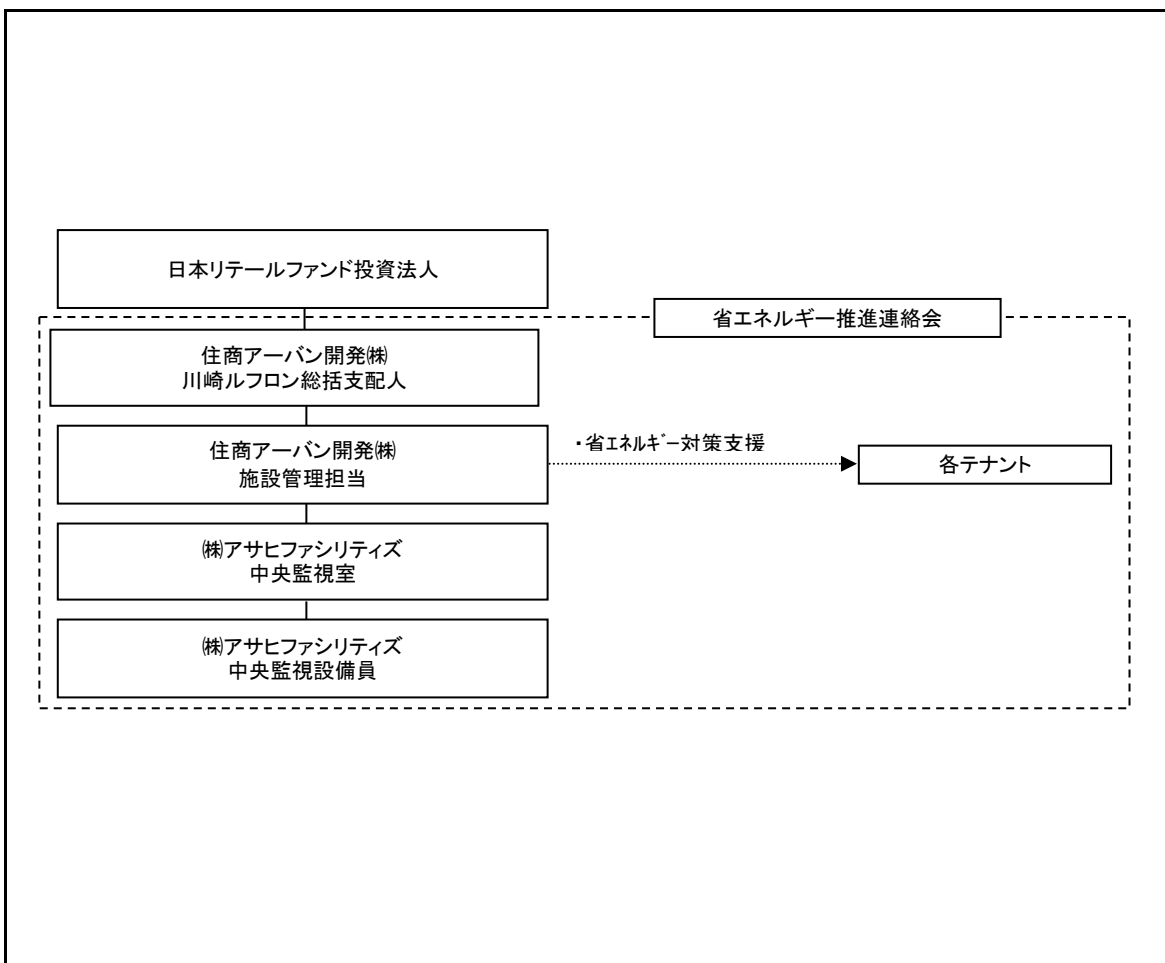 日本リテールファンド投資法人
省エネルギー推進連絡会
住商アーバン開発㈱
川崎ルフロン総括支配人
住商アーバン開発㈱
施設管理担当
・省エネルギー対策支援
各テナント
㈱アサヒファシリティズ
中央監視室
㈱アサヒファシリティズ
中央監視設備員